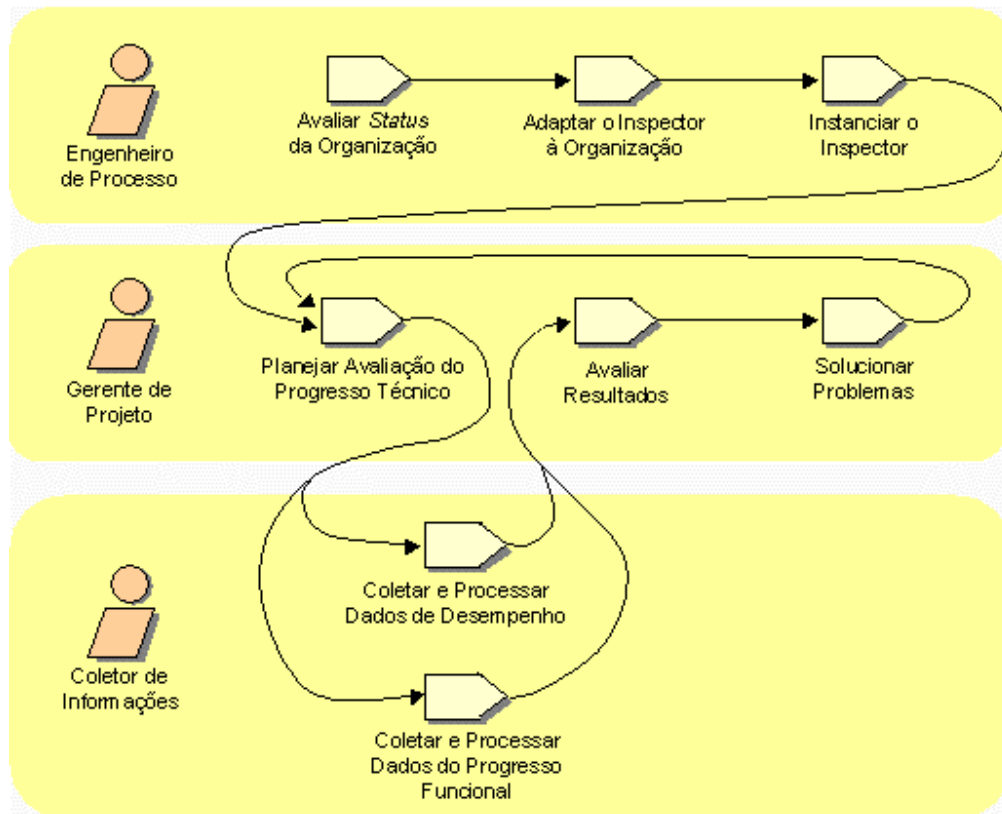 Engenheiro
de Processo
Avaliar Status
da Organização
Adaptar o Inspector
à Organização
Instanciar o
Inspector
Gerente de
Projeto
Planejar Avaliação do
Progresso Técnico
Avaliar
Resultados
Solucionar
Problemas
Coletor de
Informações
Coletar e Processar
Dados de Desempenho
Coletar e Processar
Dados do Progresso
Funcional